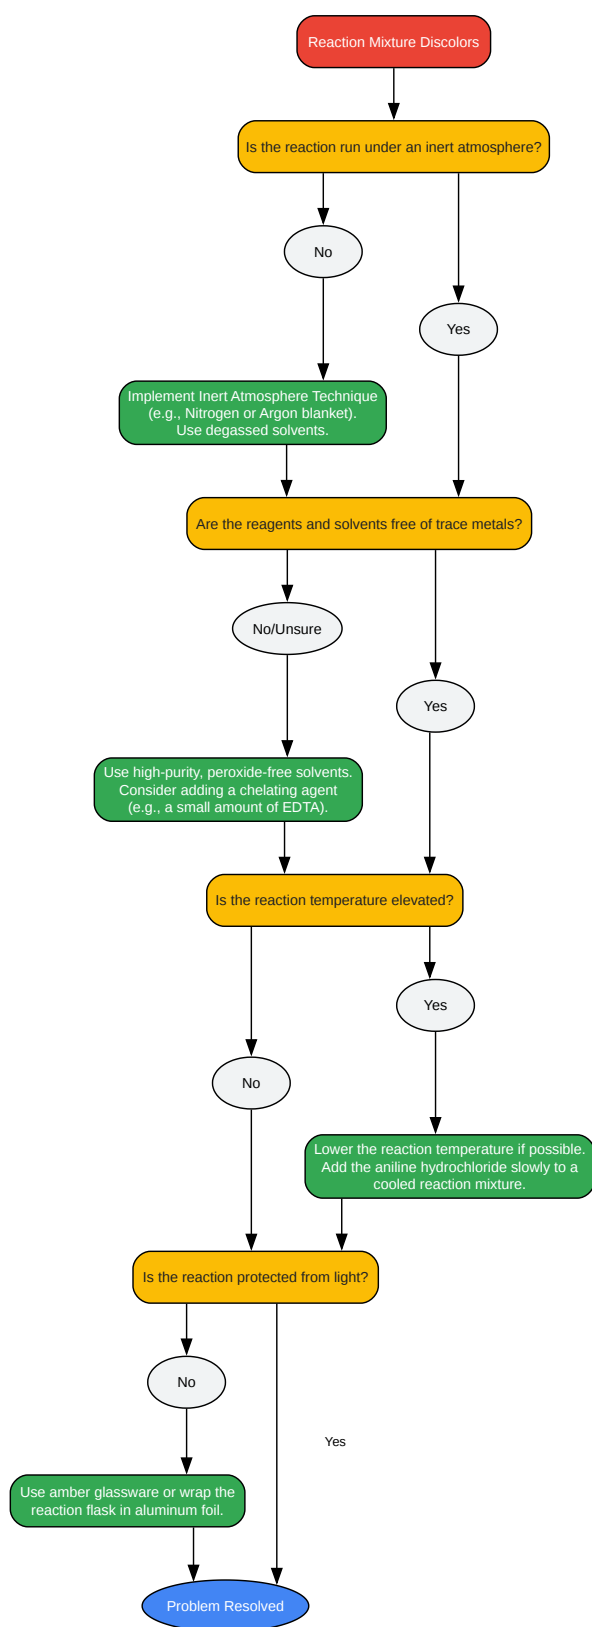 Reaction Mixture Discolors
Is the reaction run under an inert atmosphere?
No
Yes
Implement Inert Atmosphere Technique
(e.g., Nitrogen or Argon blanket).
Use degassed solvents.
Are the reagents and solvents free of trace metals?
No/Unsure
Yes
Use high-purity, peroxide-free solvents.
Consider adding a chelating agent
(e.g., a small amount of EDTA).
Is the reaction temperature elevated?
Yes
No
Lower the reaction temperature if possible.
Add the aniline hydrochloride slowly to a
cooled reaction mixture.
Is the reaction protected from light?
No
Yes
Use amber glassware or wrap the
reaction flask in aluminum foil.
Problem Resolved